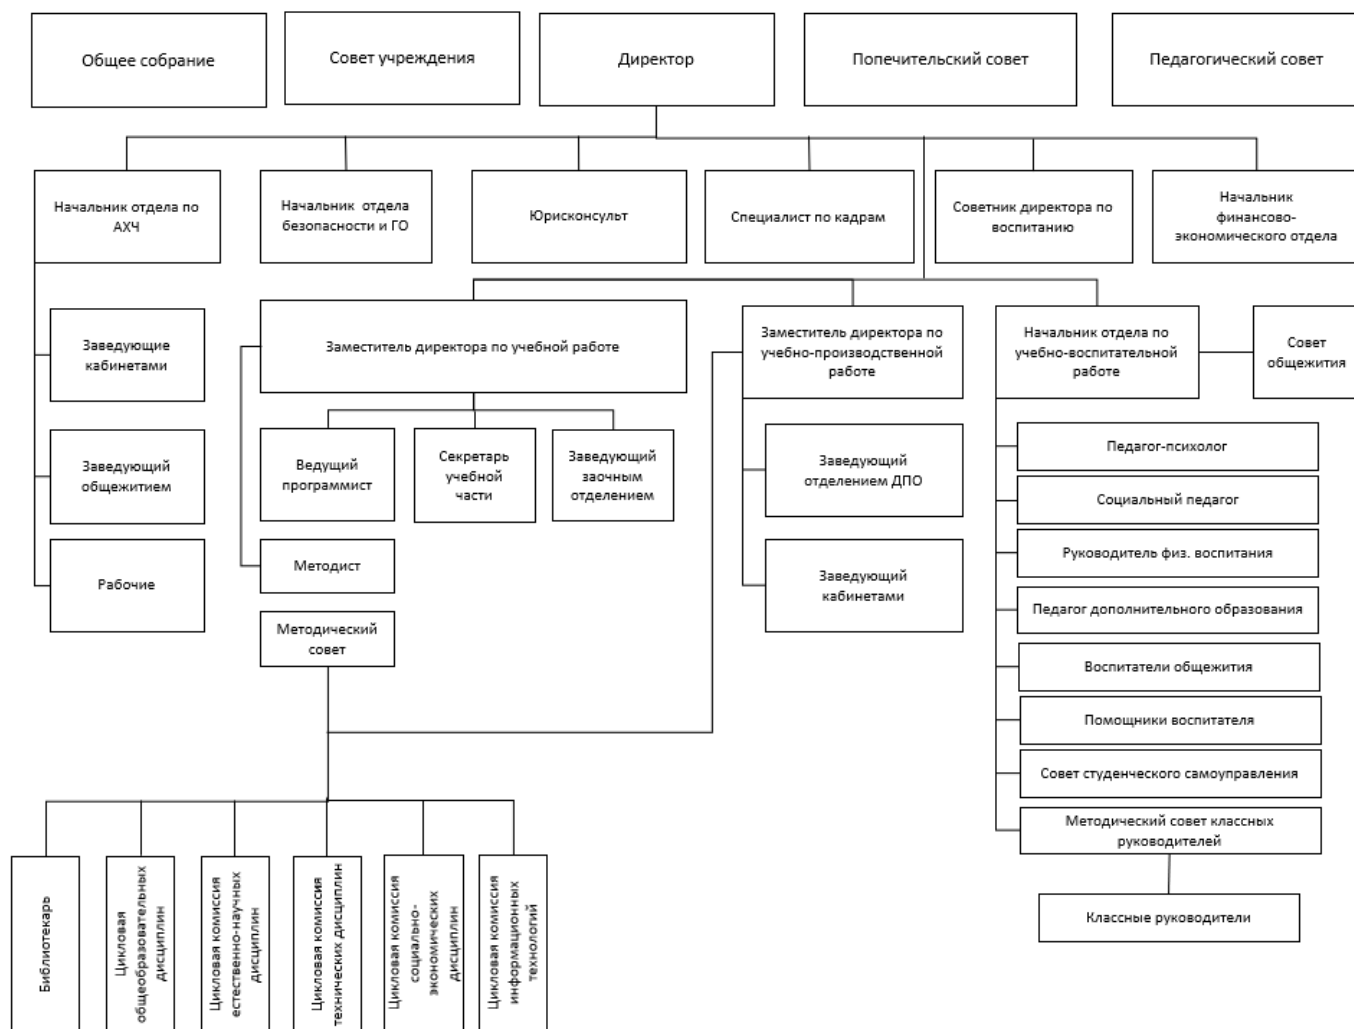 Общее собрание
Совет учреждения
Директор
Попечительский совет
Педагогический совет
Начальник отдела по
АХЧ
Начальник отдела
безопасности и ГО
Юрисконсульт
Специалист по кадрам
Советник директора по
воспитанию
Начальник
финансово-
экономического отдела
Заведующие
кабинетами
Заместитель директора по учебной работе
Заместитель директора по
учебно-производственной
работе
Начальник отдела по
учебно-воспитательной
работе
Совет
общежития
Заведующий
общежитием
Ведущий
программист
Секретарь
учебной
части
Заведующий
заочным
отделением
Заведующий
отделением ДПО
Педагог-психолог
Социальный педагог
Рабочие
Методист
Заведующий
кабинетами
Руководитель физ. воспитания
Педагог дополнительного образования
Методический
совет
Воспитатели общежития
Помощники воспитателя
Совет студенческого самоуправления
Методический совет классных
руководителей
Классные руководители
Библиотекарь
Цикловая
общеобразовательных
дисциплин
Цикловая комиссия
естественно-научных
дисциплин
Цикловая комиссия
технических дисциплин
Цикловая комиссия
социально-
экономических
дисциплин
Цикловая комиссия
информационных
технологий